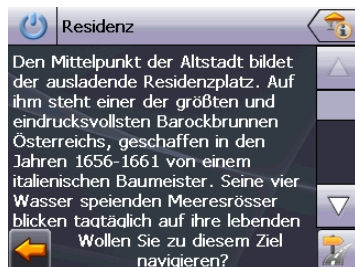 Residenz
Den Mittelpunkt der Altstadt bildet
der ausladende Residenzplatz. Auf
ihm steht einer der größten und
eindrucksvollsten Barockbrunnen
Österreichs, geschaffen in den
Jahren 1656-1661 von einem
italienischen Baumeister. Seine vier
Wasser speienden Meeresrösser
blicken tagtäglich auf ihre lebenden
Wollen Sie zu diesem Ziel
navigieren?